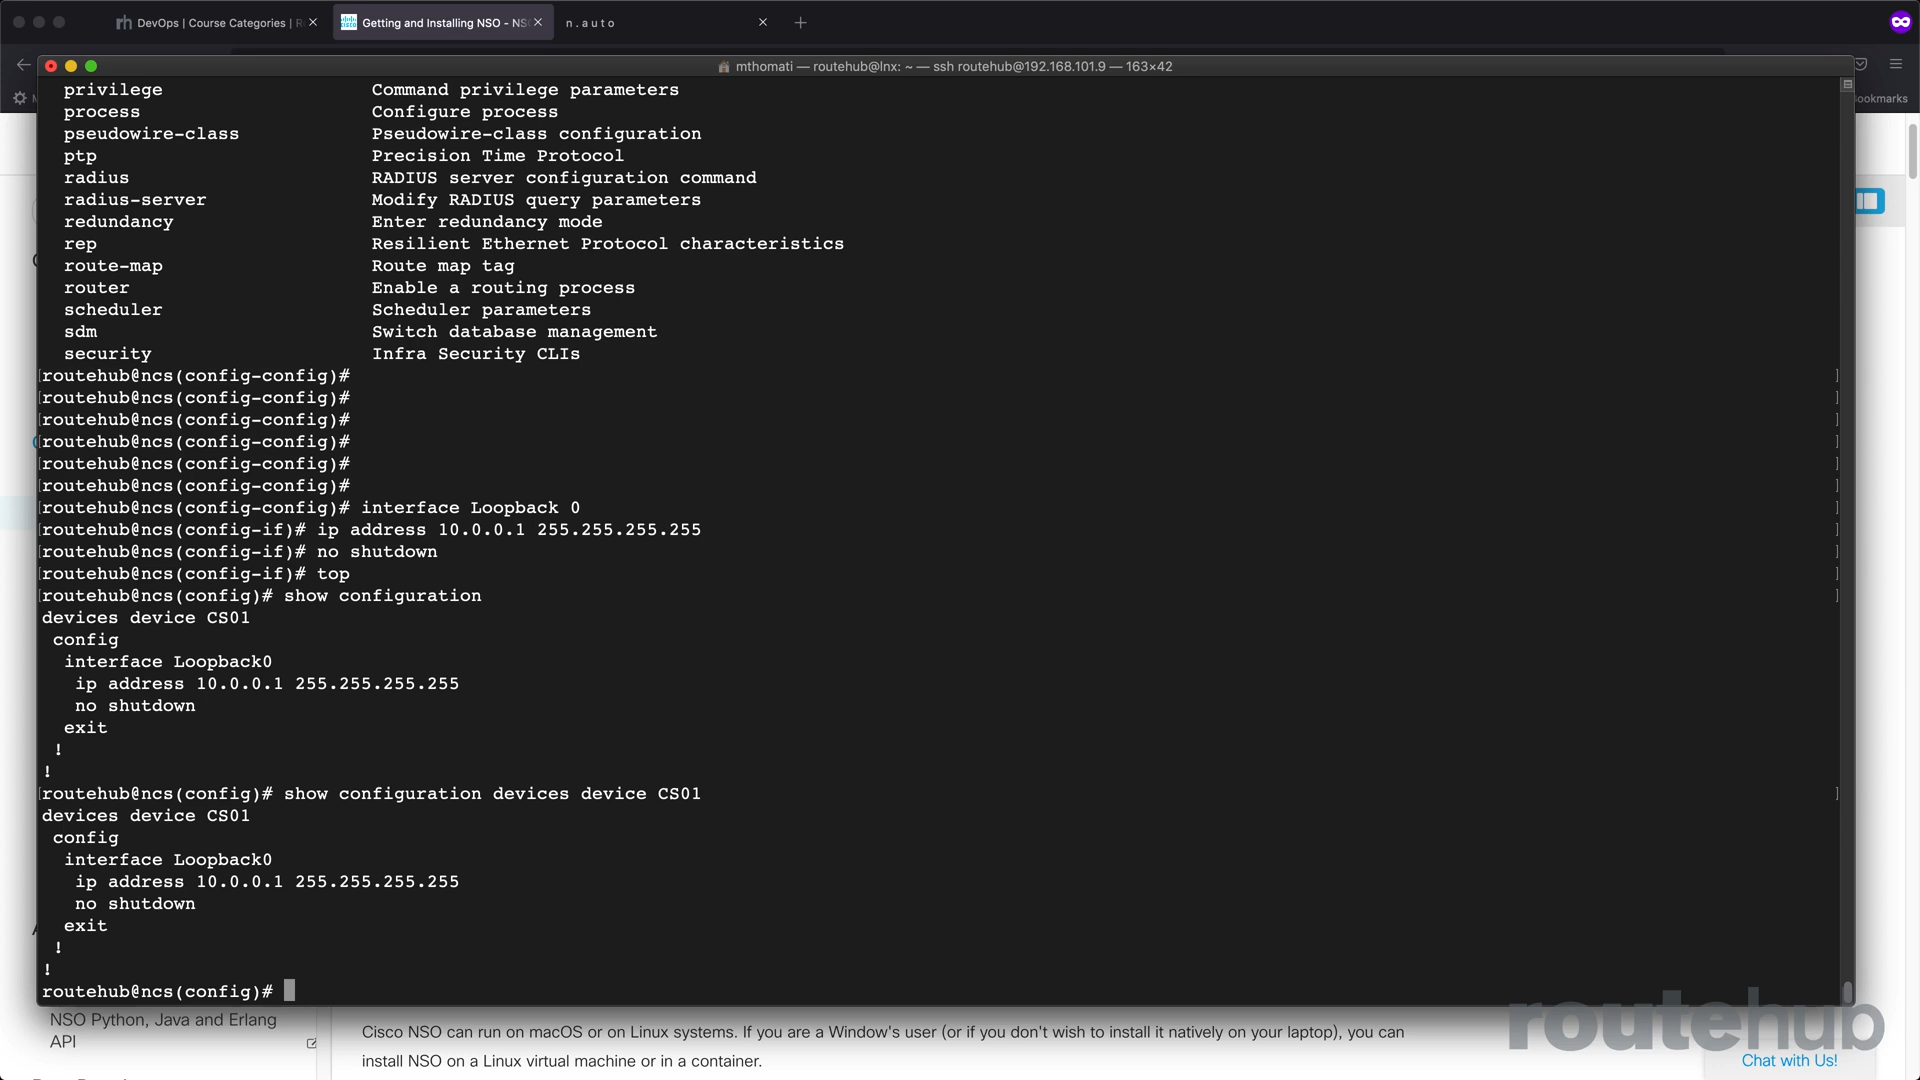 DevOps | Course Categories | R
Getting and Installing NSO - NS
n.auto
mthomati — routehub@lnx: ~ — ssh routehub@192.168.101.9 — 163×42
ookmarks
privilege Command privilege parameters
process Configure process
pseudowire-class Pseudowire-class configuration
ptp Precision Time Protocol
radius RADIUS server configuration command
radius-server Modify RADIUS query parameters
redundancy Enter redundancy mode
rep Resilient Ethernet Protocol characteristics
route-map Route map tag
router Enable a routing process
scheduler Scheduler parameters
sdm Switch database management
security Infra Security CLIs
[routehub@ncs(config-config)# ]
[routehub@ncs(config-config)# ]
[routehub@ncs(config-config)# ]
[routehub@ncs(config-config)# ]
[routehub@ncs(config-config)# ]
[routehub@ncs(config-config)# ]
[routehub@ncs(config-config)# interface Loopback 0 ]
[routehub@ncs(config-if)# ip address 10.0.0.1 255.255.255.255 ]
[routehub@ncs(config-if)# no shutdown ]
[routehub@ncs(config-if)# top ]
[routehub@ncs(config)# show configuration ]
devices device CS01
config
interface Loopback0
ip address 10.0.0.1 255.255.255.255
no shutdown
exit
!
!
[routehub@ncs(config)# show configuration devices device CS01 ]
devices device CS01
config
interface Loopback0
ip address 10.0.0.1 255.255.255.255
no shutdown
exit
!
!
routehub@ncs(config)#
NSO Python, Java and Erlang
API
Cisco NSO can run on macOS or on Linux systems. If you are a Window's user (or if you don't wish to install it natively on your laptop), you can
install NSO on a Linux virtual machine or in a container.
routehub
Chat with Us!